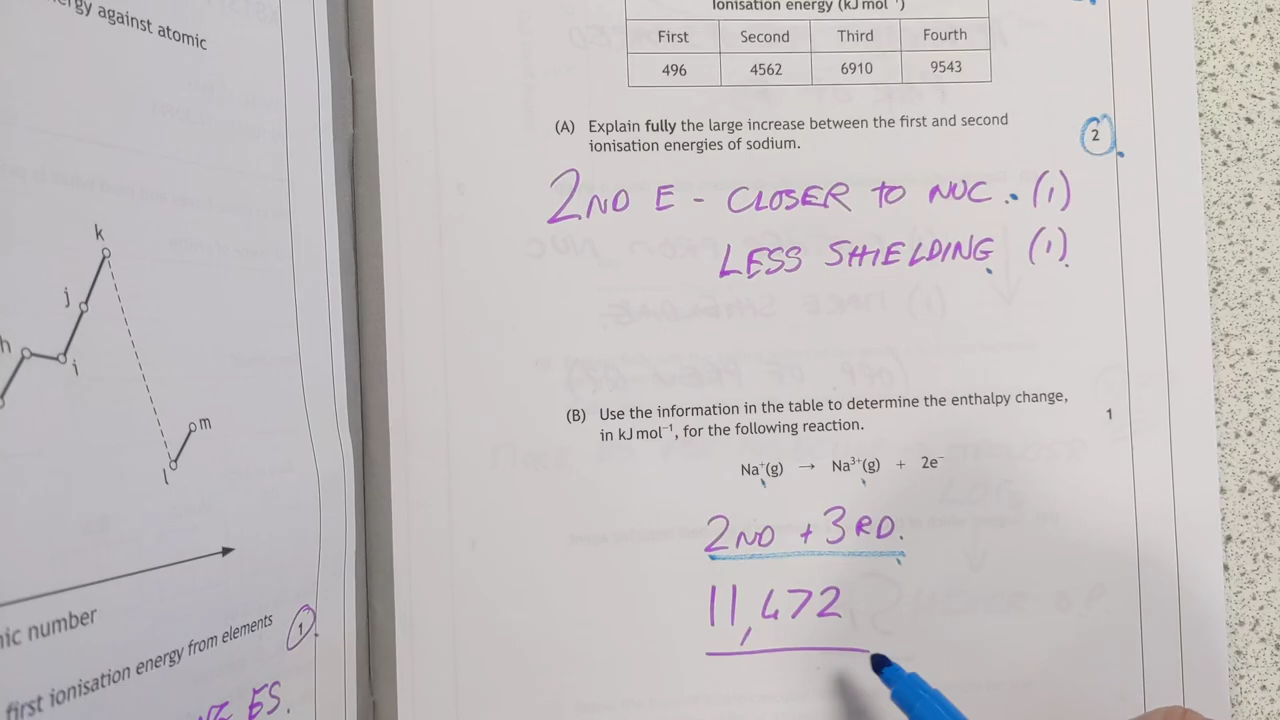 gy against atomic
k
j
h
i
m
l
nic number
first ionisation energy from elements
1
ES.
Ionisation energy (kJ mol⁻¹)
First Second Third Fourth
496 4562 6910 9543
(A) Explain fully the large increase between the first and second
ionisation energies of sodium.
2
2ND E - CLOSER TO NUC. (1)
LESS SHIELDING (1)
(B) Use the information in the table to determine the enthalpy change,
in kJ mol⁻¹, for the following reaction.
1
Na⁺(g) → Na³⁺(g) + 2e⁻
2ND + 3RD.
11,472